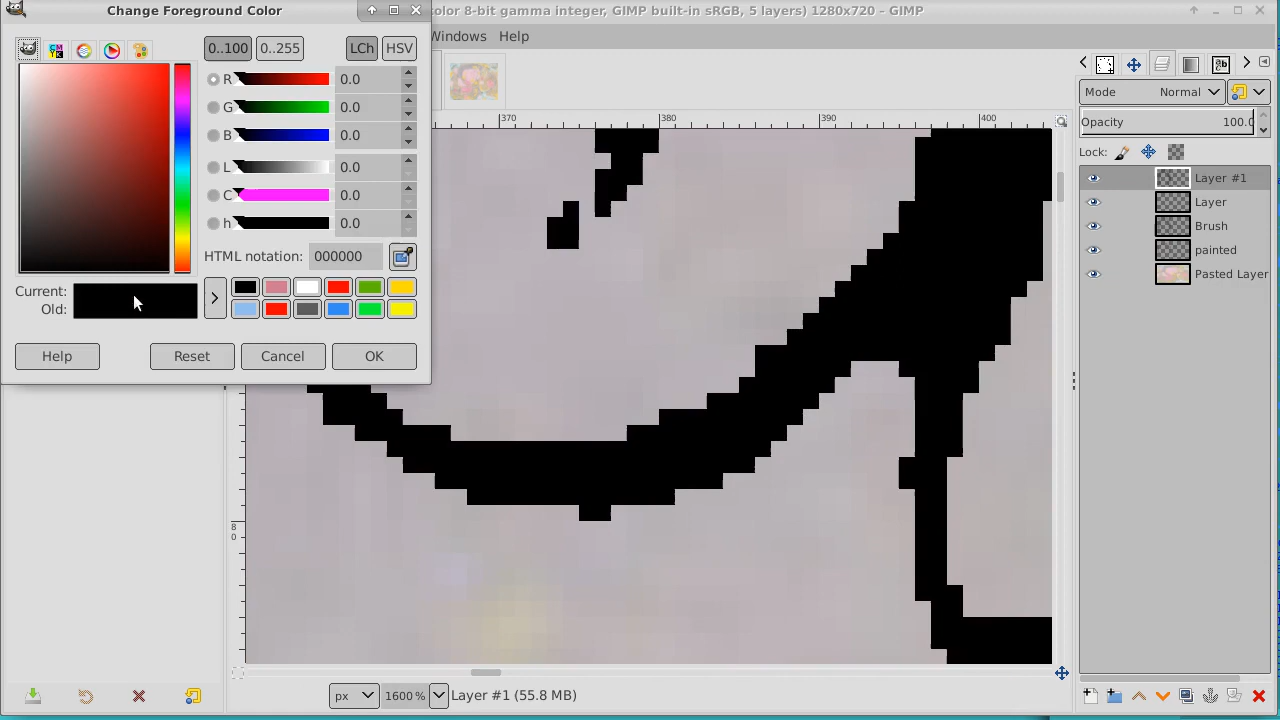 Change Foreground Color
color 8-bit gamma integer, GIMP built-in sRGB, 5 layers) 1280x720 – GIMP
Windows Help
0..100 0..255 LCh HSV
R 0.0
G 0.0
B 0.0
L 0.0
C 0.0
h 0.0
HTML notation: 000000
Current:
Old:
Help Reset Cancel OK
370 380 390 400
80
Mode Normal
Opacity 100.0
Lock:
Layer #1
Layer
Brush
painted
Pasted Layer
px 1600 % Layer #1 (55.8 MB)